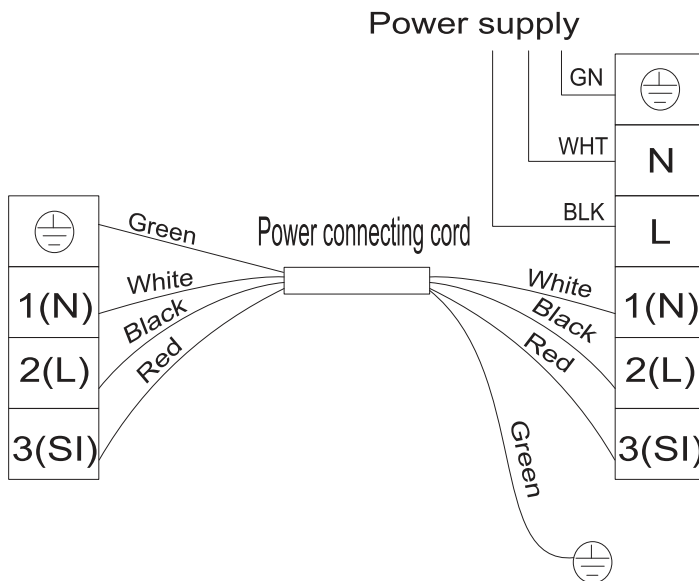 Power supply
GN
WHT
N
BLK
L
Green
Power connecting cord
1(N)
White
White
1(N)
Black
Black
2(L)
Red
Red
2(L)
3(SI)
3(SI)
Green